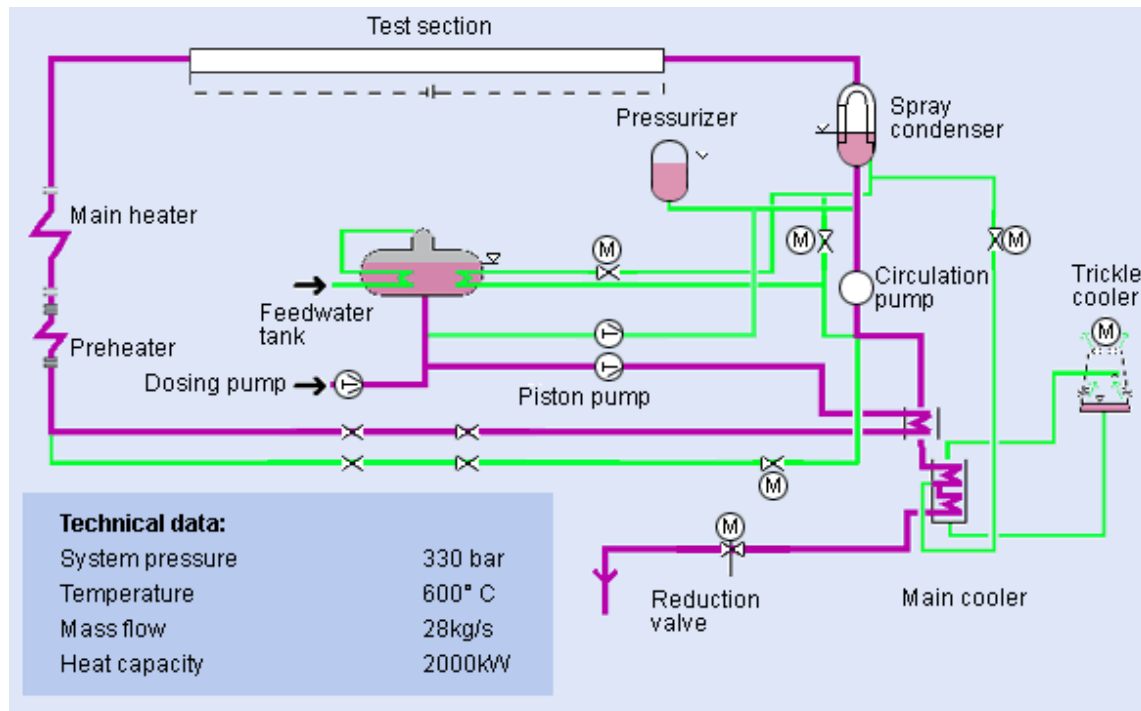 Test section
Pressurizer
Spray
condenser
Main heater
M
M
M
Circulation
pump
Trickle
cooler
M
Feedwater
tank
Preheater
Dosing pump
Piston pump
M
Technical data:
System pressure 330 bar
Temperature 600° C
Mass flow 28kg/s
Heat capacity 2000kW
M
Reduction
valve
Main cooler